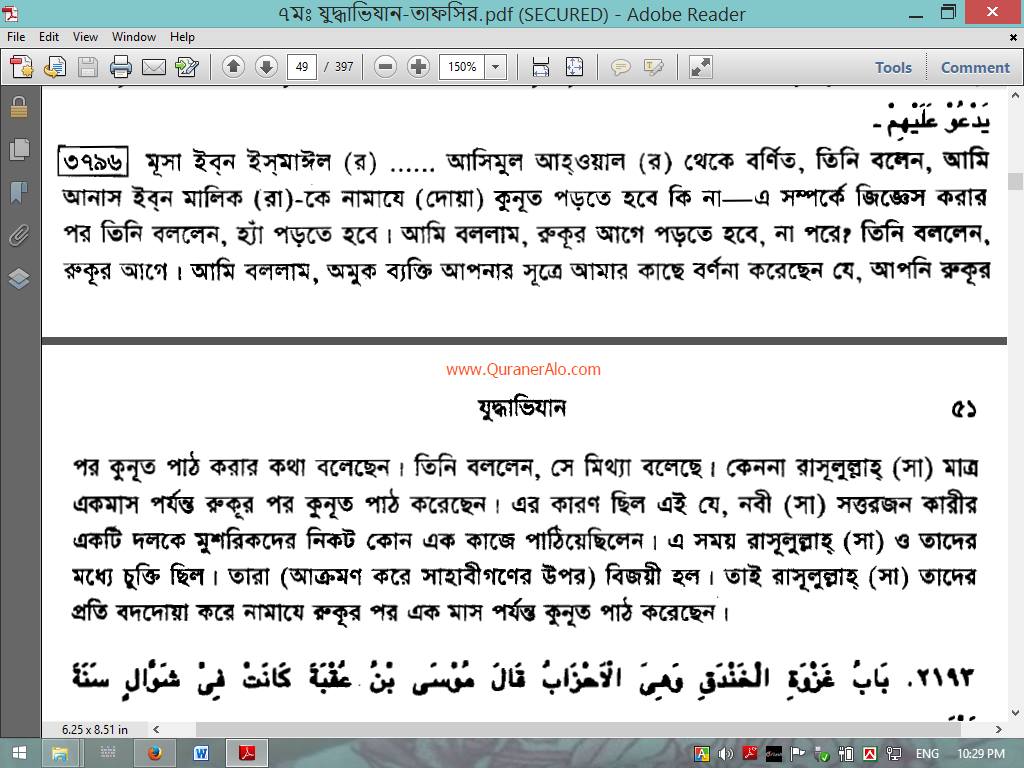 ৭মঃ যুদ্ধাভিযান-তাফসির.pdf (SECURED) - Adobe Reader
File Edit View Window Help
49 / 397 150% Tools Comment
يَدْعُوْ عَلَيْهِمْ-
৩৭৯৬ মূসা ইব্‌ন ইস্‌মাঈল (র) ...... আসিমুল আহ্‌ওয়াল (র) থেকে বর্ণিত, তিনি বলেন, আমি
আনাস ইব্‌ন মালিক (রা)-কে নামাযে (দোয়া) কুনূত পড়তে হবে কি না—এ সম্পর্কে জিজ্ঞেস করার
পর তিনি বললেন, হ্যাঁ পড়তে হবে। আমি বললাম, রুকূর আগে পড়তে হবে, না পরে? তিনি বললেন,
রুকূর আগে। আমি বললাম, অমুক ব্যক্তি আপনার সূত্রে আমার কাছে বর্ণনা করেছেন যে, আপনি রুকূর
www.QuranerAlo.com
যুদ্ধাভিযান ৫১
পর কুনূত পাঠ করার কথা বলেছেন। তিনি বললেন, সে মিথ্যা বলেছে। কেননা রাসূলুল্লাহ্ (সা) মাত্র
একমাস পর্যন্ত রুকূর পর কুনূত পাঠ করেছেন। এর কারণ ছিল এই যে, নবী (সা) সত্তরজন কারীর
একটি দলকে মুশরিকদের নিকট কোন এক কাজে পাঠিয়েছিলেন। এ সময় রাসূলুল্লাহ্ (সা) ও তাদের
মধ্যে চুক্তি ছিল। তারা (আক্রমণ করে সাহাবীগণের উপর) বিজয়ী হল। তাই রাসূলুল্লাহ্ (সা) তাদের
প্রতি বদদোয়া করে নামাযে রুকূর পর এক মাস পর্যন্ত কুনূত পাঠ করেছেন।
٢١٩٣. بَابُ غَزْوَةِ الْخَنْدَقِ وَهِىَ الْاَحْزَابُ قَالَ مُوْسَى بْنُ عُقْبَةَ كَانَتْ فِىْ شَوَّالٍ سَنَةَ
6.25 x 8.51 in
ENG 10:29 PM